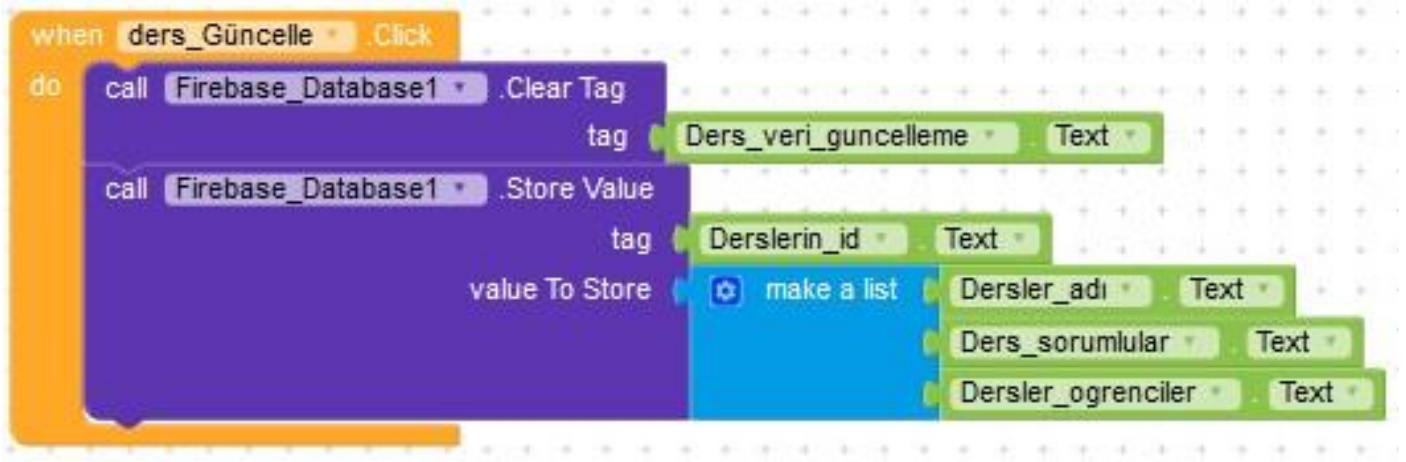 when ders_Güncelle .Click
do call Firebase_Database1 .Clear Tag
tag Ders_veri_guncelleme . Text
call Firebase_Database1 .Store Value
tag Derslerin_id . Text
value To Store make a list Dersler_adı . Text
Ders_sorumlular . Text
Dersler_ogrenciler . Text